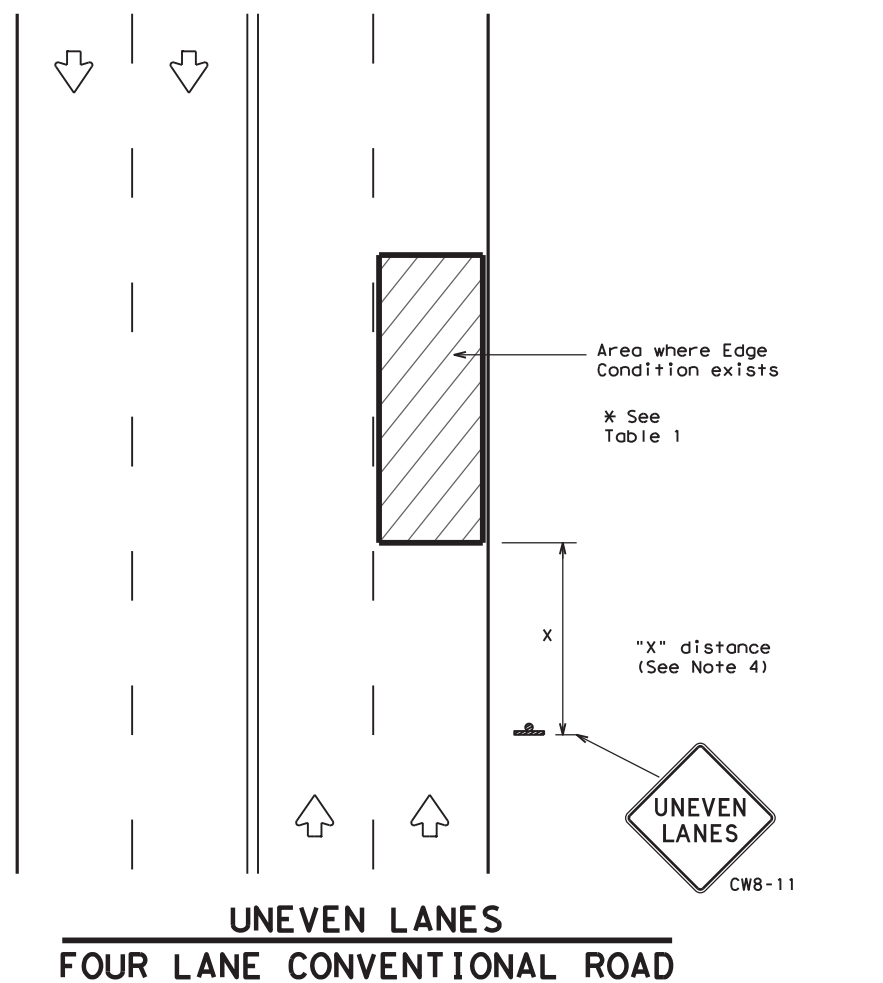 Area where Edge
Condition exists
* See
Table 1
X
"X" distance
(See Note 4)
UNEVEN
LANES
CW8-11
UNEVEN LANES
FOUR LANE CONVENTIONAL ROAD